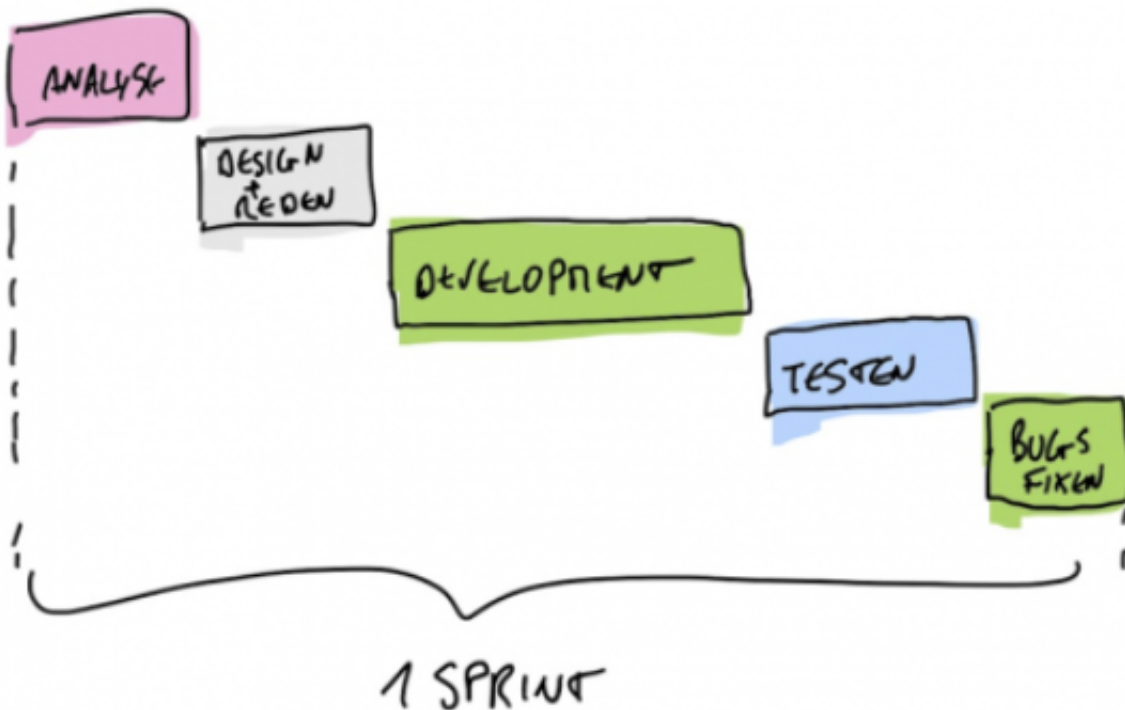 ANALYSE
DESIGN
+
REDEN
DEVELOPMENT
TESTEN
BUGS
FIXEN
1 SPRINT